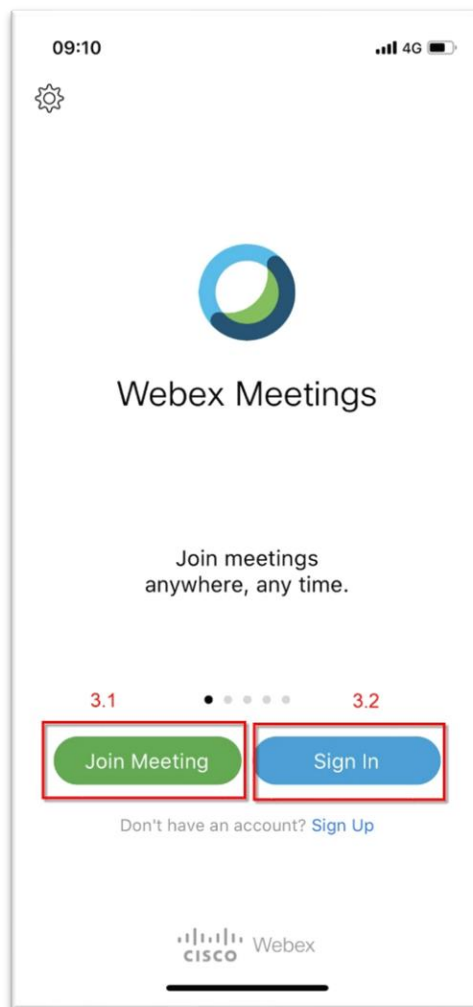 09:10 4G
Webex Meetings
Join meetings
anywhere, any time.
3.1 3.2
Join Meeting Sign In
Don't have an account? Sign Up
CISCO Webex